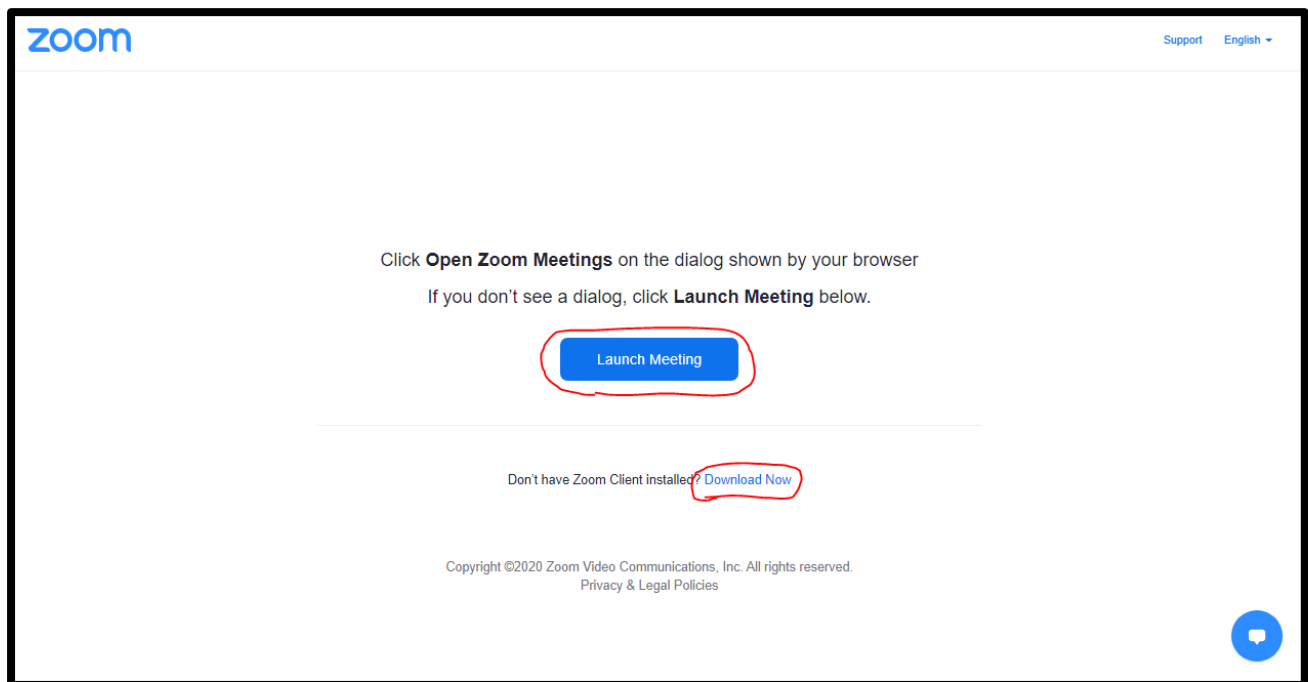 zoom
Support English
Click Open Zoom Meetings on the dialog shown by your browser
If you don't see a dialog, click Launch Meeting below.
Launch Meeting
Don't have Zoom Client installed? Download Now
Copyright ©2020 Zoom Video Communications, Inc. All rights reserved.
Privacy & Legal Policies